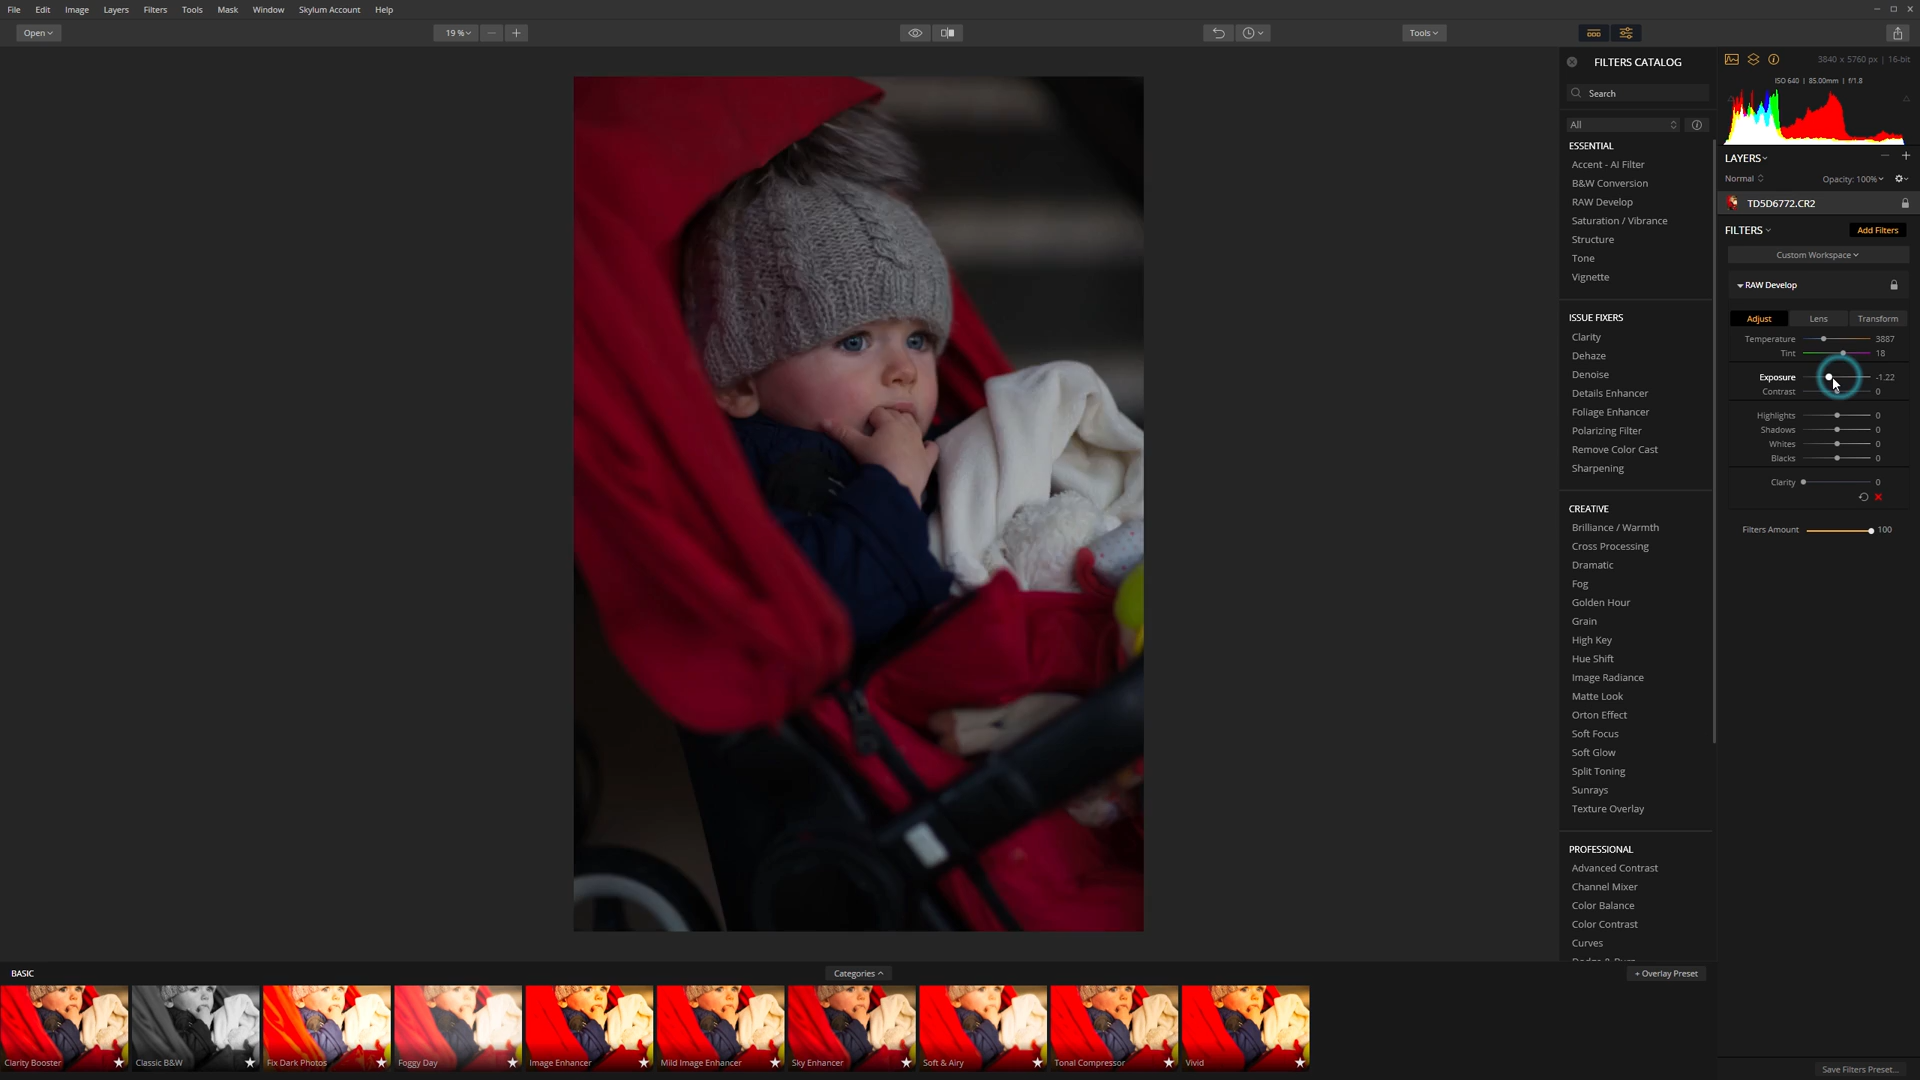 File Edit Image Layers Filters Tools Mask Window Skylum Account Help
Open 19 % Tools
FILTERS CATALOG
Search
All
ESSENTIAL
Accent - AI Filter
B&W Conversion
RAW Develop
Saturation / Vibrance
Structure
Tone
Vignette
ISSUE FIXERS
Clarity
Dehaze
Denoise
Details Enhancer
Foliage Enhancer
Polarizing Filter
Remove Color Cast
Sharpening
CREATIVE
Brilliance / Warmth
Cross Processing
Dramatic
Fog
Golden Hour
Grain
High Key
Hue Shift
Image Radiance
Matte Look
Orton Effect
Soft Focus
Soft Glow
Split Toning
Sunrays
Texture Overlay
PROFESSIONAL
Advanced Contrast
Channel Mixer
Color Balance
Color Contrast
Curves
3840 x 5760 px | 16-bit
ISO 640 | 85.00mm | f/1.8
LAYERS
Normal Opacity: 100%
TD5D6772.CR2
FILTERS Add Filters
Custom Workspace
RAW Develop
Adjust Lens Transform
Temperature 3887
Tint 18
Exposure -1.22
Contrast 0
Highlights 0
Shadows 0
Whites 0
Blacks 0
Clarity 0
Filters Amount 100
BASIC Categories + Overlay Preset
Clarity Booster Classic B&W Fix Dark Photos Foggy Day Image Enhancer Mild Image Enhancer Sky Enhancer Soft & Airy Tonal Compressor Vivid
Save Filters Preset...